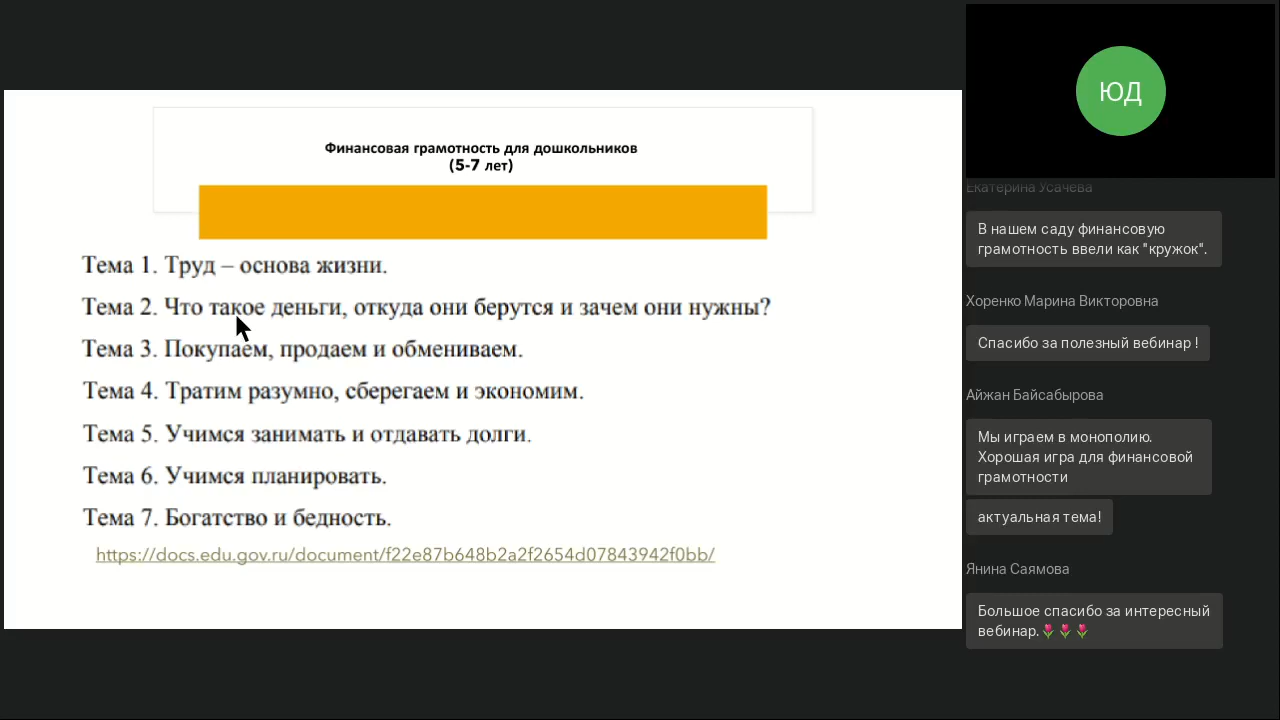 Финансовая грамотность для дошкольников
(5-7 лет)
Тема 1. Труд – основа жизни.
Тема 2. Что такое деньги, откуда они берутся и зачем они нужны?
Тема 3. Покупаем, продаем и обмениваем.
Тема 4. Тратим разумно, сберегаем и экономим.
Тема 5. Учимся занимать и отдавать долги.
Тема 6. Учимся планировать.
Тема 7. Богатство и бедность.
https://docs.edu.gov.ru/document/f22e87b648b2a2f2654d07843942f0bb/
ЮД
Екатерина Усачева
В нашем саду финансовую
грамотность ввели как "кружок".
Хоренко Марина Викторовна
Спасибо за полезный вебинар !
Айжан Байсабырова
Мы играем в монополию.
Хорошая игра для финансовой
грамотности
актуальная тема!
Янина Саямова
Большое спасибо за интересный
вебинар.🌷🌷🌷